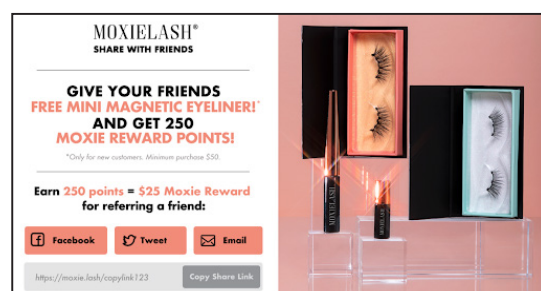 MOXIELASH®
SHARE WITH FRIENDS
GIVE YOUR FRIENDS
FREE MINI MAGNETIC EYELINER!*
AND GET 250
MOXIE REWARD POINTS!
*Only for new customers. Minimum purchase $50.
Earn 250 points = $25 Moxie Reward
for referring a friend:
Facebook
Tweet
Email
https://moxie.lash/copylink123
Copy Share Link
MOXIELASH
MOXIELASH